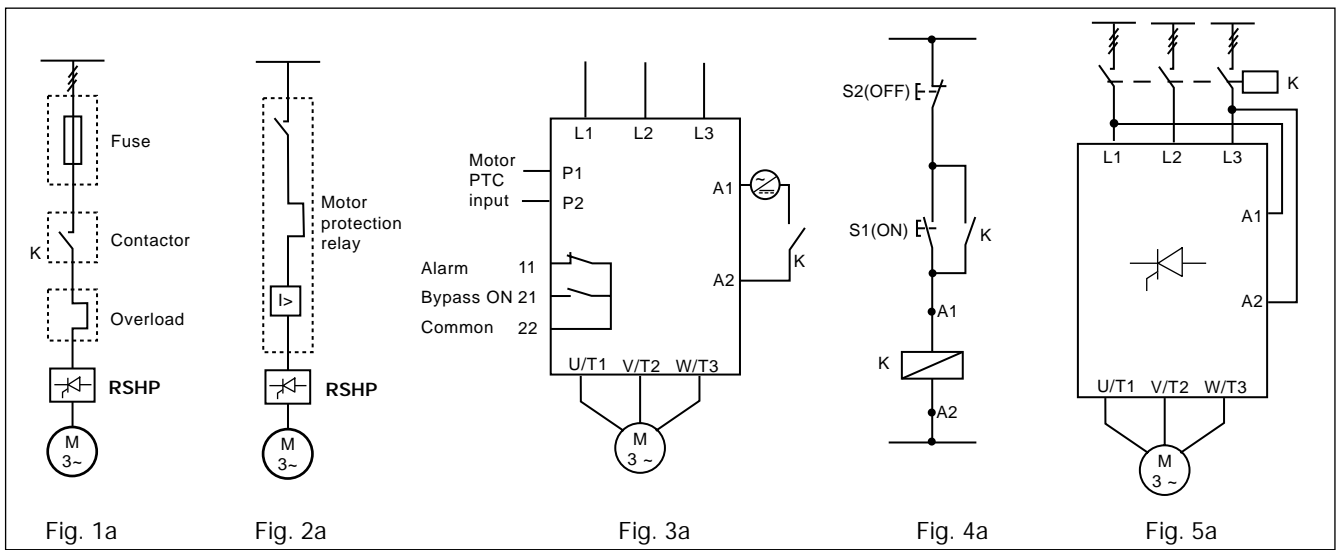 Fuse
K
Contactor
Overload
RSHP
M
3~
Fig. 1a
Motor
protection
relay
I>
RSHP
M
3~
Fig. 2a
L1 L2 L3
Motor
PTC
input
P1
P2
A1
~
K
A2
Alarm 11
Bypass ON 21
Common 22
U/T1 V/T2 W/T3
M
3 ~
Fig. 3a
S2(OFF)
S1(ON)
K
A1
K
A2
Fig. 4a
K
L1 L2 L3
A1
A2
U/T1 V/T2 W/T3
M
3 ~
Fig. 5a